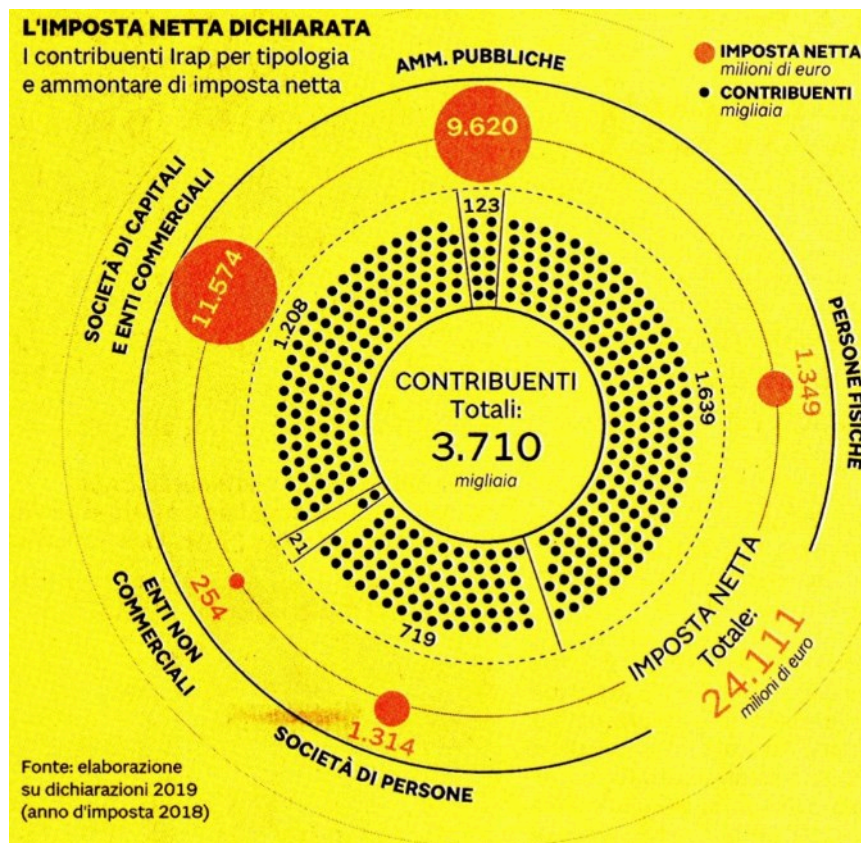 L'IMPOSTA NETTA DICHIARATA
I contribuenti Irap per tipologia
e ammontare di imposta netta
IMPOSTA NETTA
milioni di euro
CONTRIBUENTI
migliaia
AMM. PUBBLICHE
9.620
123
SOCIETÀ DI CAPITALI
E ENTI COMMERCIALI
11.574
1.208
PERSONE FISICHE
1.349
1.639
CONTRIBUENTI
Totali:
3.710
migliaia
21
ENTI NON
COMMERCIALI
254
719
SOCIETÀ DI PERSONE
1.314
IMPOSTA NETTA
Totale:
24.111
milioni di euro
Fonte: elaborazione
su dichiarazioni 2019
(anno d'imposta 2018)